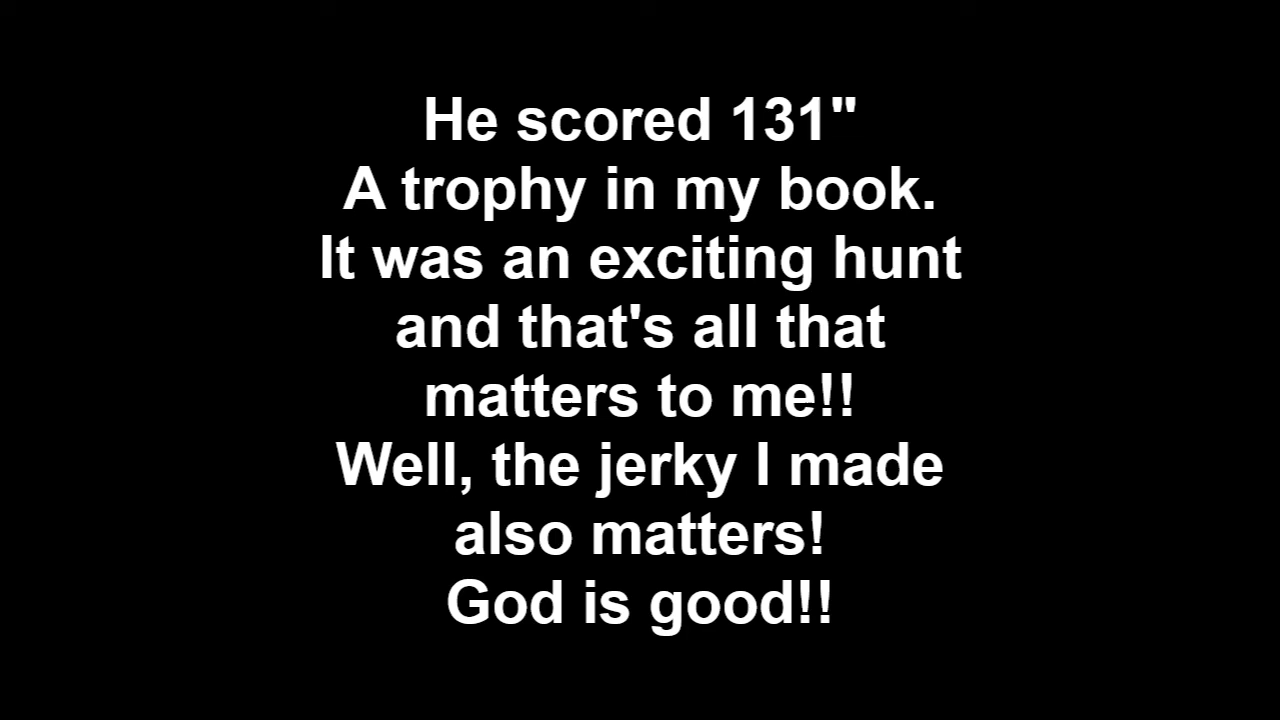 He scored 131"
A trophy in my book.
It was an exciting hunt
and that's all that
matters to me!!
Well, the jerky I made
also matters!
God is good!!